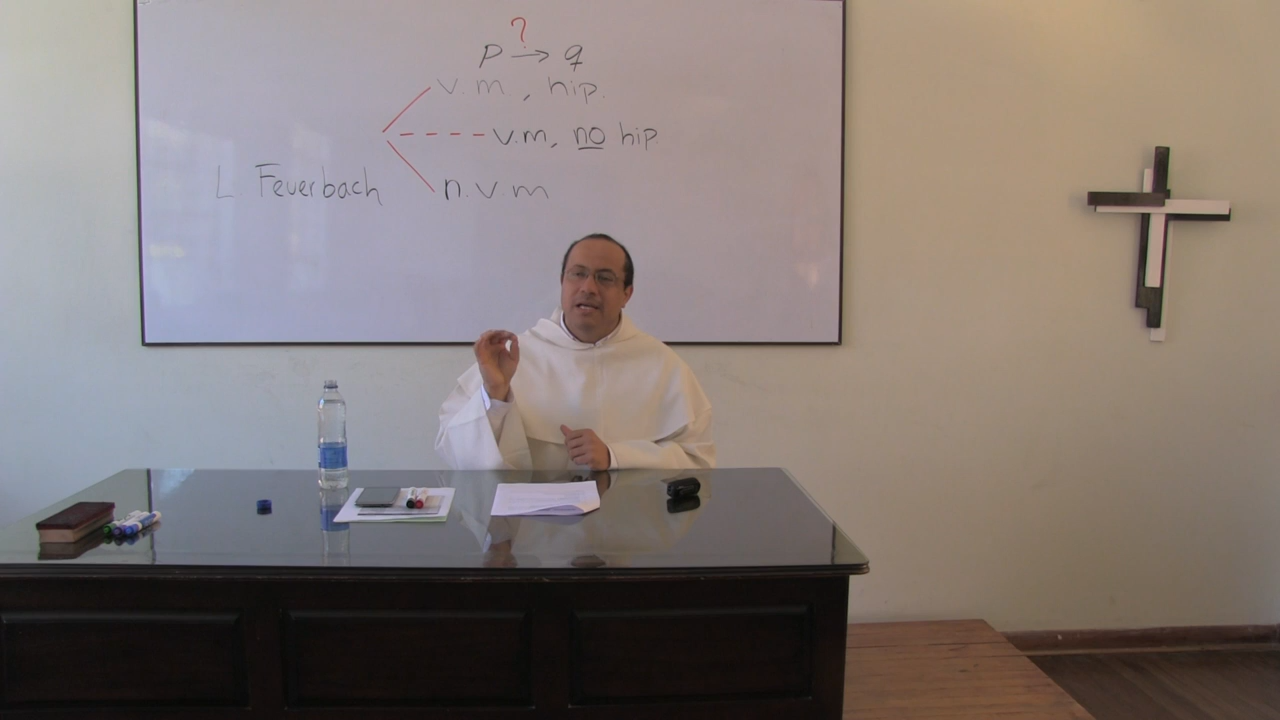 ?
p → q
v.m, hip.
v.m, no hip
L. Feuerbach
n.v.m